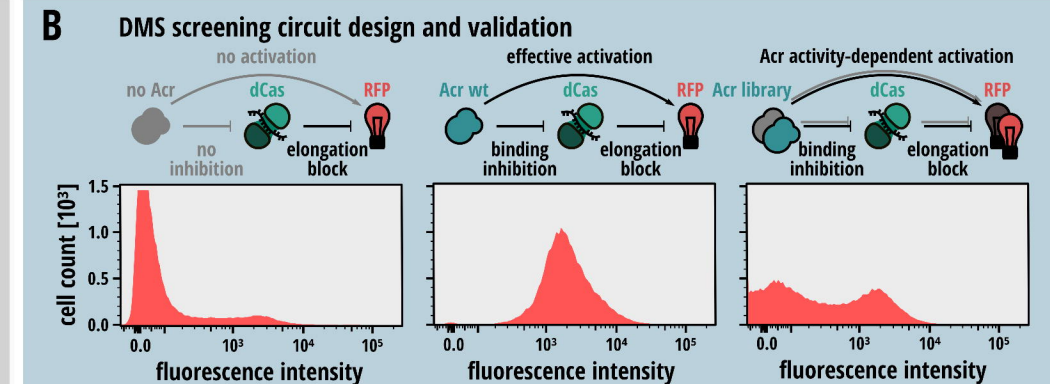 B DMS screening circuit design and validation
no activation
no Acr dCas RFP
no inhibition
elongation block
effective activation
Acr wt dCas RFP
binding inhibition
elongation block
Acr activity-dependent activation
Acr library dCas RFP
binding inhibition
elongation block
cell count [10³]
1.5
1.0
0.5
0.0
0.0 10³ 10⁴ 10⁵
fluorescence intensity
0.0 10³ 10⁴ 10⁵
fluorescence intensity
0.0 10³ 10⁴ 10⁵
fluorescence intensity